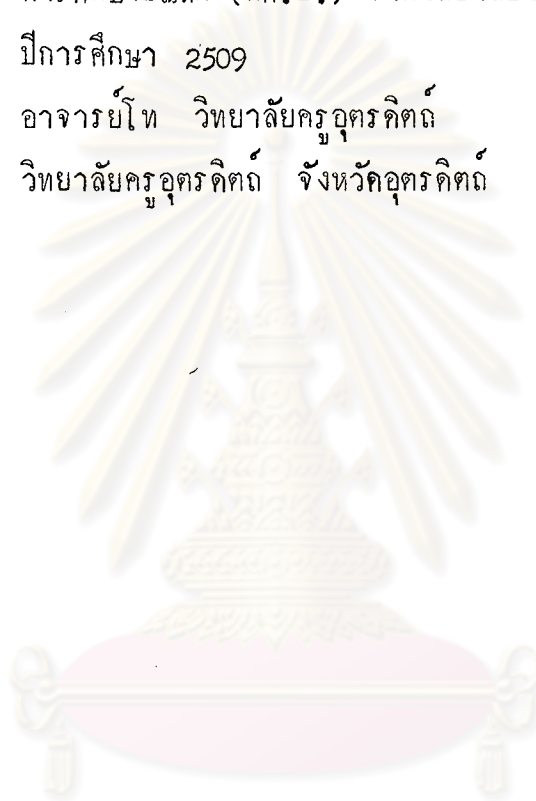 ปีการศึกษา 2509
อาจารย์โท วิทยาลัยครูอุตรดิตถ์
วิทยาลัยครูอุตรดิตถ์ จังหวัดอุตรดิตถ์